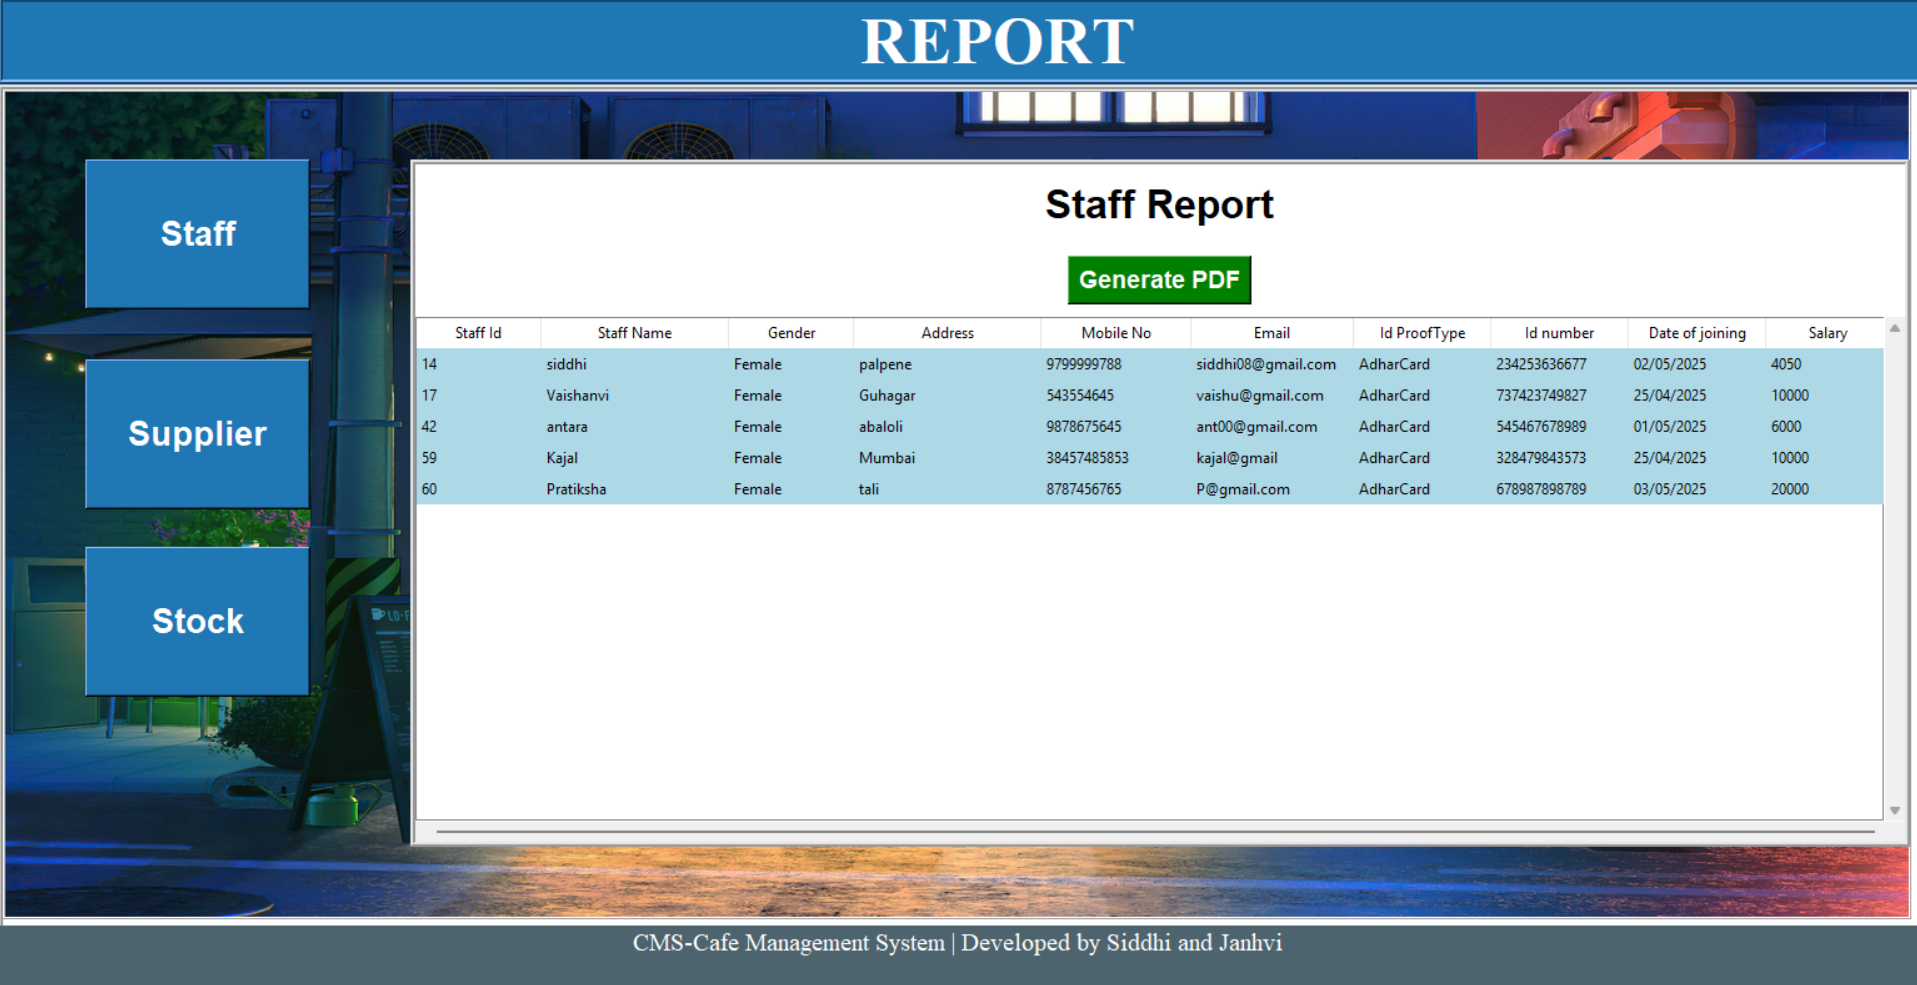 REPORT
Staff
Supplier
Stock
LO-F
Staff Report
Generate PDF
Staff Id Staff Name Gender Address Mobile No Email Id ProofType Id number Date of joining Salary
14 siddhi Female palpene 9799999788 siddhi08@gmail.com AdharCard 234253636677 02/05/2025 4050
17 Vaishanvi Female Guhagar 543554645 vaishu@gmail.com AdharCard 737423749827 25/04/2025 10000
42 antara Female abaloli 9878675645 ant00@gmail.com AdharCard 545467678989 01/05/2025 6000
59 Kajal Female Mumbai 38457485853 kajal@gmail AdharCard 328479843573 25/04/2025 10000
60 Pratiksha Female tali 8787456765 P@gmail.com AdharCard 678987898789 03/05/2025 20000
CMS-Cafe Management System | Developed by Siddhi and Janhvi